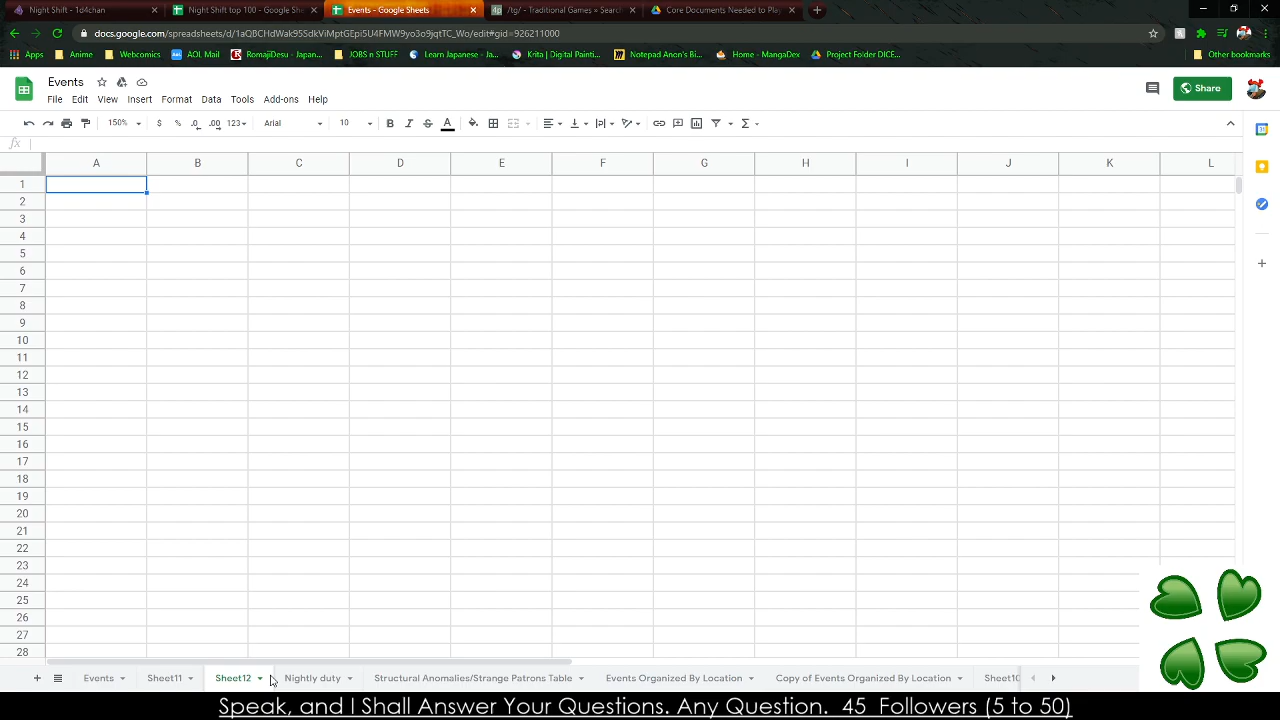 Night Shift - 1d4chan
Night Shift top 100 - Google She
Events - Google Sheets
/tg/ - Traditional Games » Search
Core Documents Needed to Play
docs.google.com/spreadsheets/d/1aQBCHdWak95SdkViMptGEpi5U4FMW9yo3o9jqtTC_Wo/edit#gid=926211000
Apps Anime Webcomics AOL Mail RomajiDesu - Japan... JOBS n STUFF Learn Japanese - Ja... Krita | Digital Painti... Notepad Anon's Bi... Home - MangaDex Project Folder DICE... Other bookmarks
Events
File Edit View Insert Format Data Tools Add-ons Help
Share
150% $ % .0 .00 123 Arial 10 B I S A
fx
A B C D E F G H I J K L
1
2
3
4
5
6
7
8
9
10
11
12
13
14
15
16
17
18
19
20
21
22
23
24
25
26
27
28
Events Sheet11 Sheet12 Nightly duty Structural Anomalies/Strange Patrons Table Events Organized By Location Copy of Events Organized By Location Sheet10
Speak, and I Shall Answer Your Questions. Any Question. 45 Followers (5 to 50)